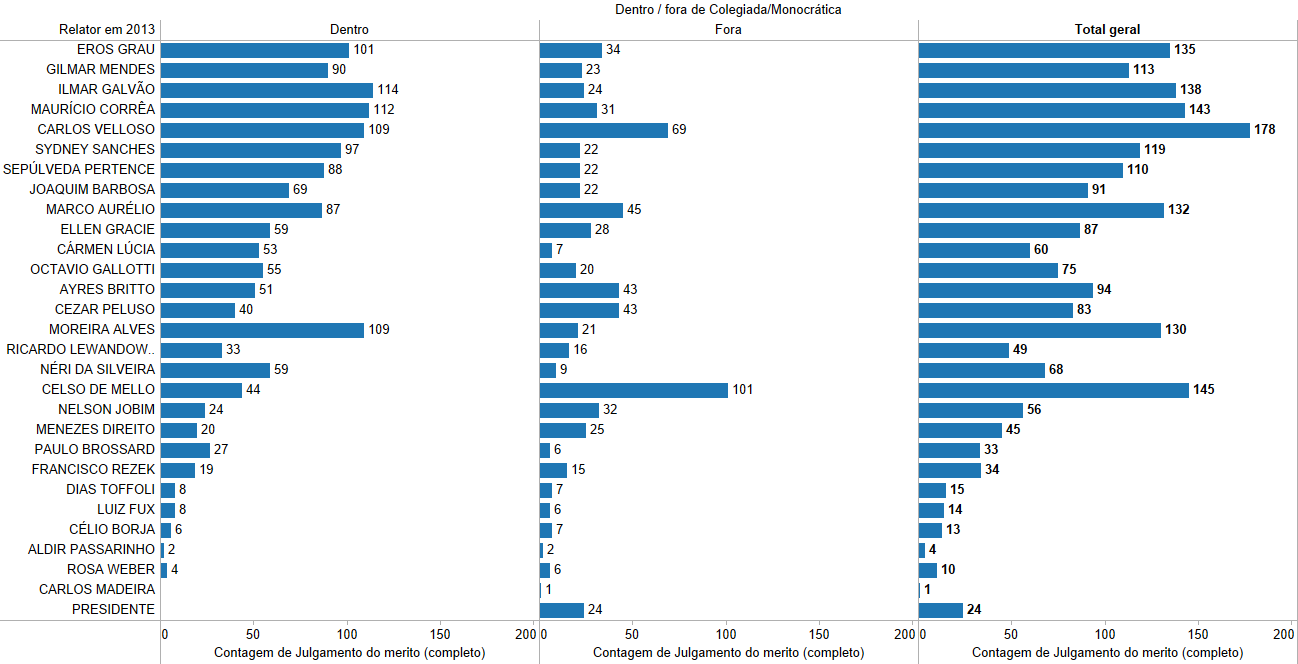 Dentro / fora de Colegiada/Monocrática
Relator em 2013 Dentro Fora Total geral
EROS GRAU 101 34 135
GILMAR MENDES 90 23 113
ILMAR GALVÃO 114 24 138
MAURÍCIO CORRÊA 112 31 143
CARLOS VELLOSO 109 69 178
SYDNEY SANCHES 97 22 119
SEPÚLVEDA PERTENCE 88 22 110
JOAQUIM BARBOSA 69 22 91
MARCO AURÉLIO 87 45 132
ELLEN GRACIE 59 28 87
CÁRMEN LÚCIA 53 7 60
OCTAVIO GALLOTTI 55 20 75
AYRES BRITTO 51 43 94
CEZAR PELUSO 40 43 83
MOREIRA ALVES 109 21 130
RICARDO LEWANDOW.. 33 16 49
NÉRI DA SILVEIRA 59 9 68
CELSO DE MELLO 44 101 145
NELSON JOBIM 24 32 56
MENEZES DIREITO 20 25 45
PAULO BROSSARD 27 6 33
FRANCISCO REZEK 19 15 34
DIAS TOFFOLI 8 7 15
LUIZ FUX 8 6 14
CÉLIO BORJA 6 7 13
ALDIR PASSARINHO 2 2 4
ROSA WEBER 4 6 10
CARLOS MADEIRA 1 1
PRESIDENTE 24 24
0 50 100 150 200 0 50 100 150 200 0 50 100 150 200
Contagem de Julgamento do merito (completo) Contagem de Julgamento do merito (completo) Contagem de Julgamento do merito (completo)